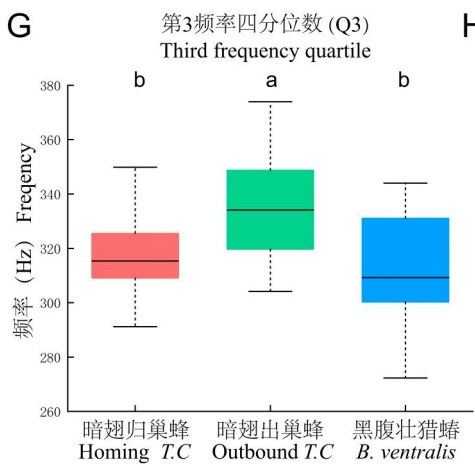 G
H
第3频率四分位数 (Q3)
Third frequency quartile
b
a
b
380
360
340
320
300
280
260
频率（Hz）Freqency
暗翅归巢蜂
Homing T.C
暗翅出巢蜂
Outbound T.C
黑腹壮猎蝽
B. ventralis